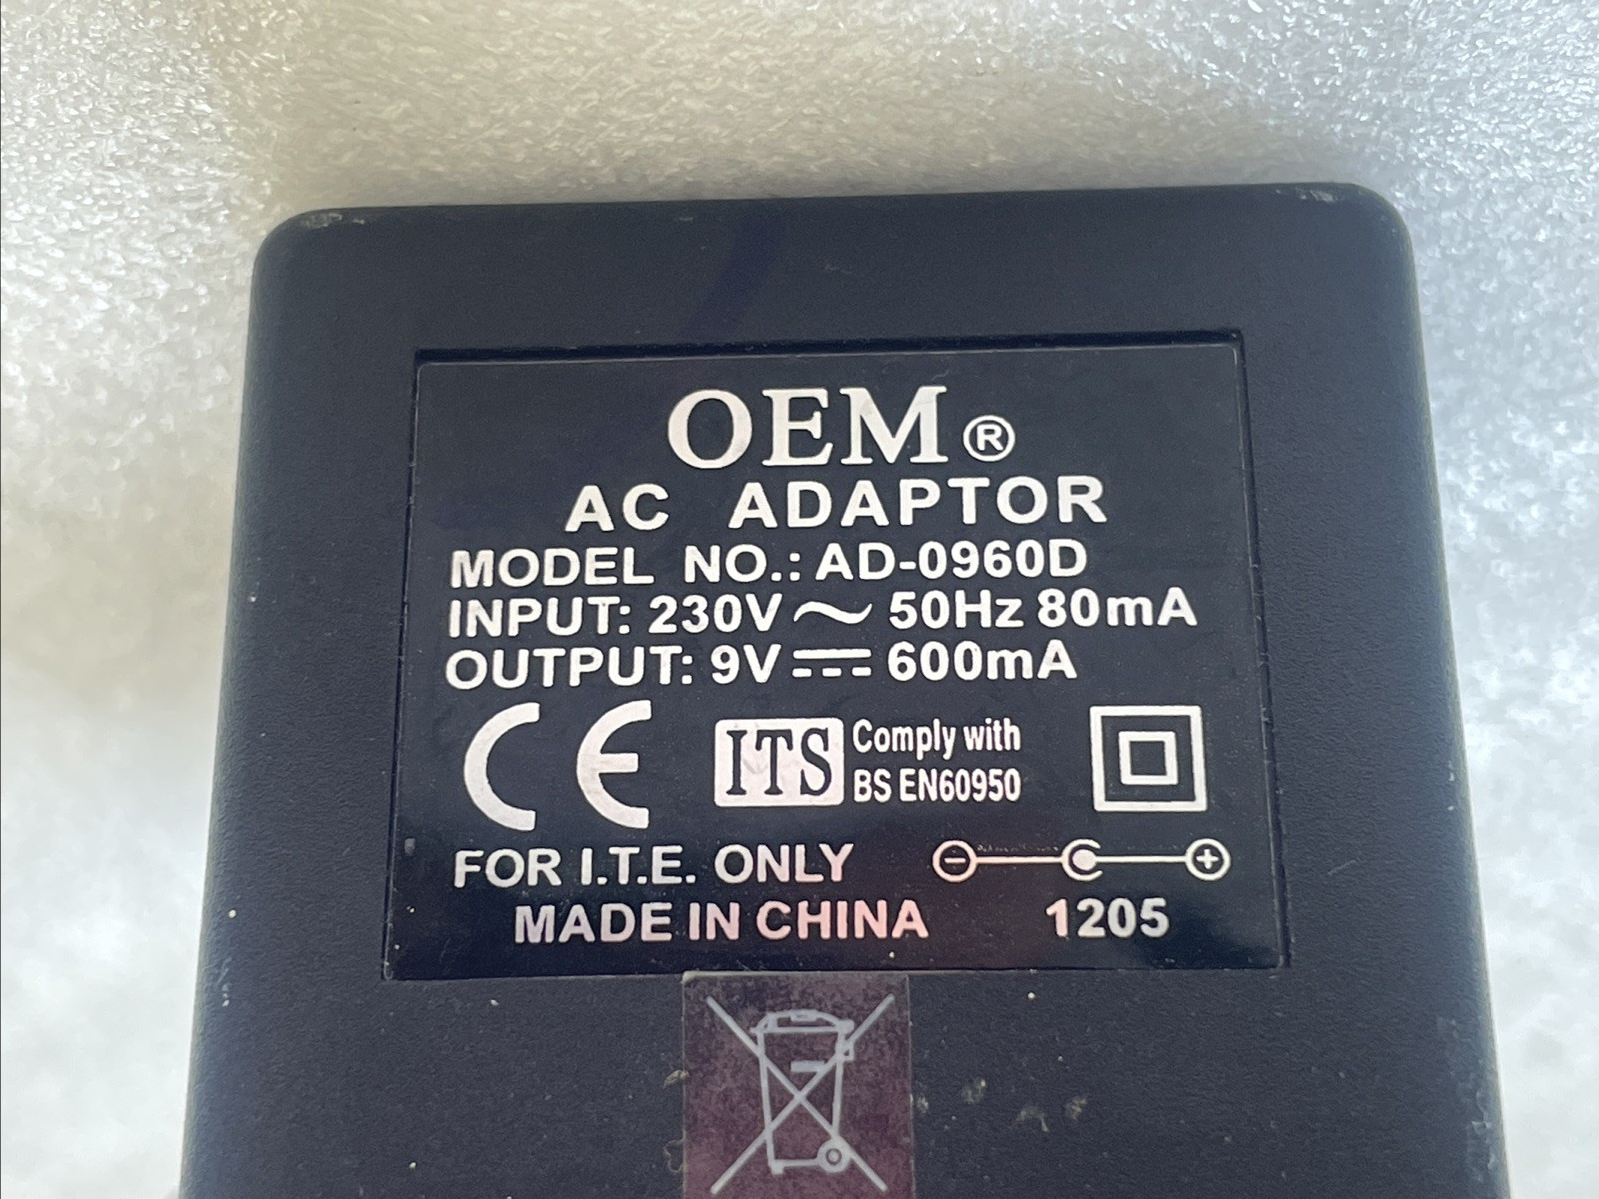 OEM®
AC ADAPTOR
MODEL NO.: AD-0960D
INPUT: 230V ~ 50Hz 80mA
OUTPUT: 9V ⎓ 600mA
CE ITS Comply with
BS EN60950
FOR I.T.E. ONLY
MADE IN CHINA 1205